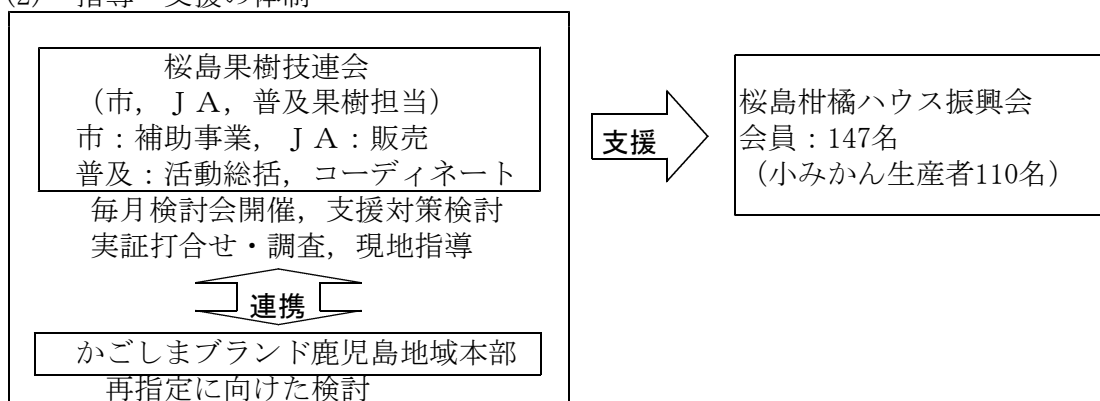 (2) 指導・支援の体制
桜島果樹技連会
(市，ＪＡ，普及果樹担当)
市：補助事業，ＪＡ：販売
普及：活動総括，コーディネート
毎月検討会開催，支援対策検討
実証打合せ・調査，現地指導
連携
かごしまブランド鹿児島地域本部
再指定に向けた検討
支援
桜島柑橘ハウス振興会
会員：147名
（小みかん生産者110名）